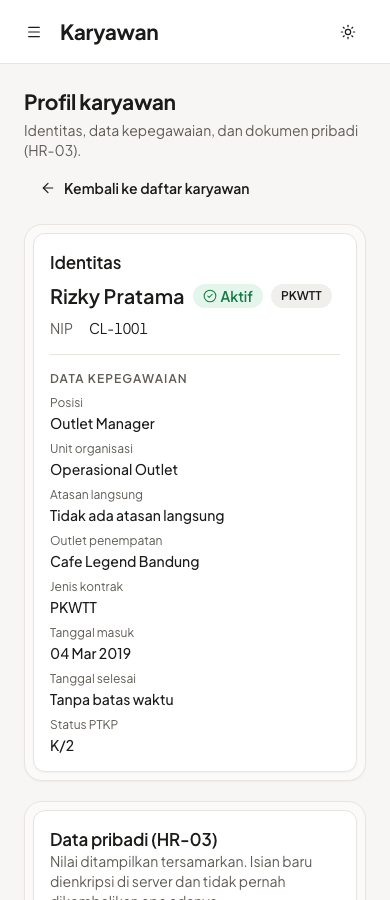 Karyawan
Profil karyawan
Identitas, data kepegawaian, dan dokumen pribadi
(HR-03).
Kembali ke daftar karyawan
Identitas
Rizky Pratama Aktif PKWTT
NIP CL-1001
DATA KEPEGAWAIAN
Posisi
Outlet Manager
Unit organisasi
Operasional Outlet
Atasan langsung
Tidak ada atasan langsung
Outlet penempatan
Cafe Legend Bandung
Jenis kontrak
PKWTT
Tanggal masuk
04 Mar 2019
Tanggal selesai
Tanpa batas waktu
Status PTKP
K/2
Data pribadi (HR-03)
Nilai ditampilkan tersamarkan. Isian baru
dienkripsi di server dan tidak pernah